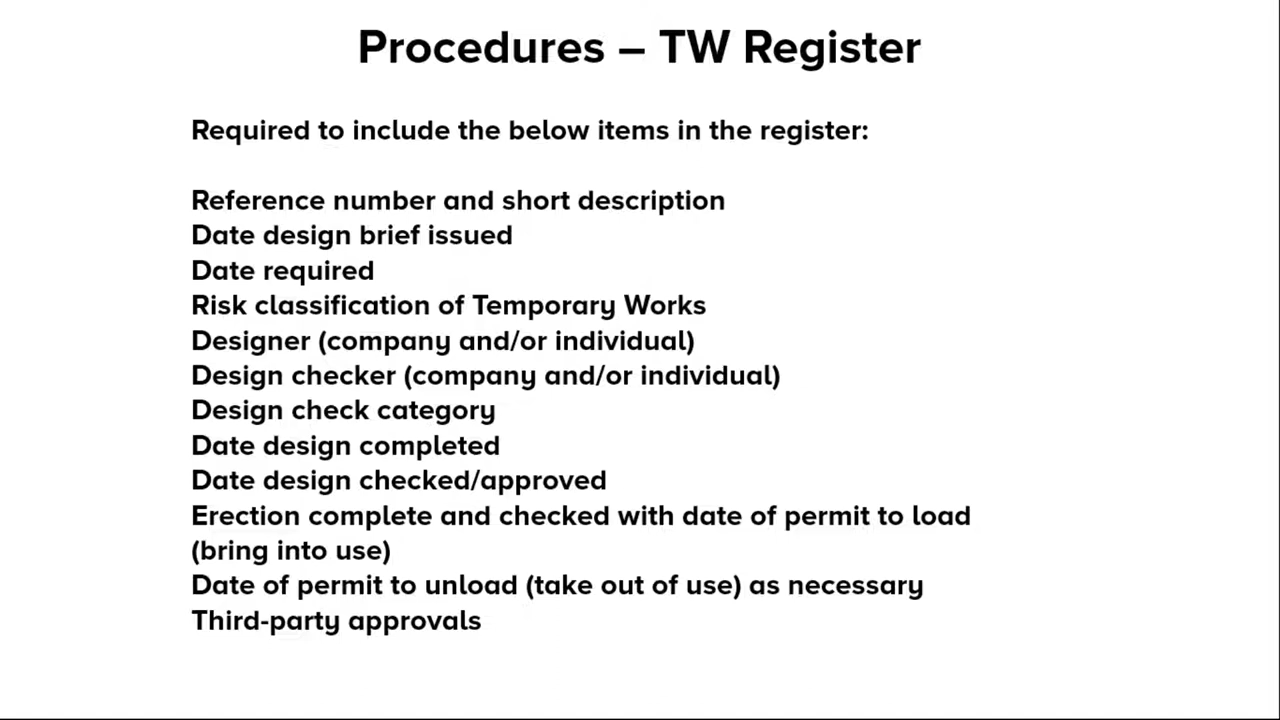 Procedures – TW Register
Required to include the below items in the register:
Reference number and short description
Date design brief issued
Date required
Risk classification of Temporary Works
Designer (company and/or individual)
Design checker (company and/or individual)
Design check category
Date design completed
Date design checked/approved
Erection complete and checked with date of permit to load
(bring into use)
Date of permit to unload (take out of use) as necessary
Third-party approvals